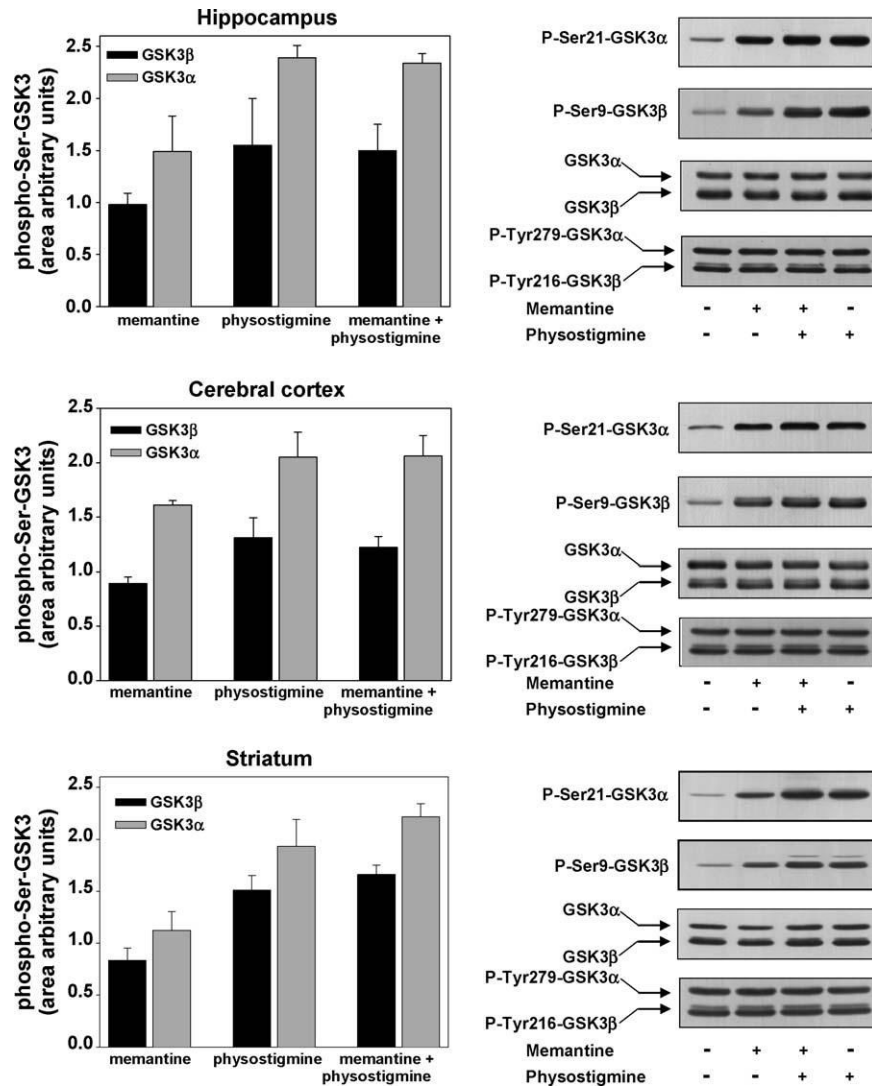 Hippocampus
phospho-Ser-GSK3
(area arbitrary units)
2.5
2.0
1.5
1.0
0.5
0.0
GSK3β
GSK3α
memantine
physostigmine
memantine +
physostigmine
P-Ser21-GSK3α
P-Ser9-GSK3β
GSK3α
GSK3β
P-Tyr279-GSK3α
P-Tyr216-GSK3β
Memantine - + + -
Physostigmine - - + +
Cerebral cortex
phospho-Ser-GSK3
(area arbitrary units)
2.5
2.0
1.5
1.0
0.5
0.0
GSK3β
GSK3α
memantine
physostigmine
memantine +
physostigmine
P-Ser21-GSK3α
P-Ser9-GSK3β
GSK3α
GSK3β
P-Tyr279-GSK3α
P-Tyr216-GSK3β
Memantine - + + -
Physostigmine - - + +
Striatum
phospho-Ser-GSK3
(area arbitrary units)
2.5
2.0
1.5
1.0
0.5
0.0
GSK3β
GSK3α
memantine
physostigmine
memantine +
physostigmine
P-Ser21-GSK3α
P-Ser9-GSK3β
GSK3α
GSK3β
P-Tyr279-GSK3α
P-Tyr216-GSK3β
Memantine - + + -
Physostigmine - - + +